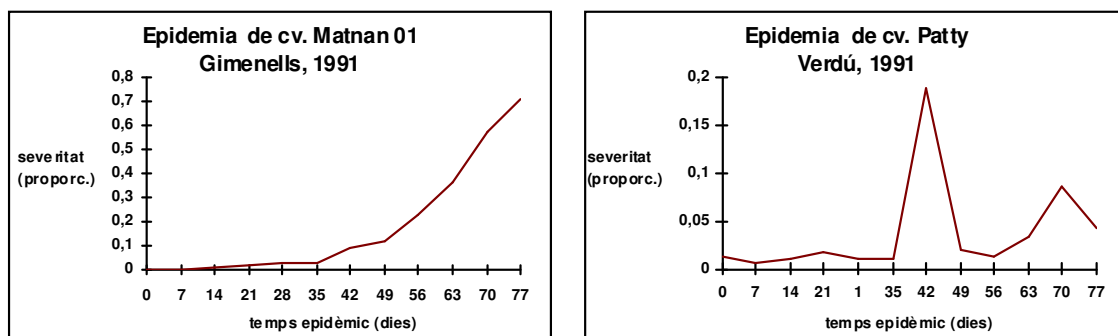 Epidemia de cv. Matnan 01
Gimenells, 1991
severitat
(proporc.)
0,8
0,7
0,6
0,5
0,4
0,3
0,2
0,1
0
0 7 14 21 28 35 42 49 56 63 70 77
temps epidèmic (dies)
Epidemia de cv. Patty
Verdú, 1991
severitat
(proporc.)
0,2
0,15
0,1
0,05
0
0 7 14 21 1 35 42 49 56 63 70 77
temps epidèmic (dies)